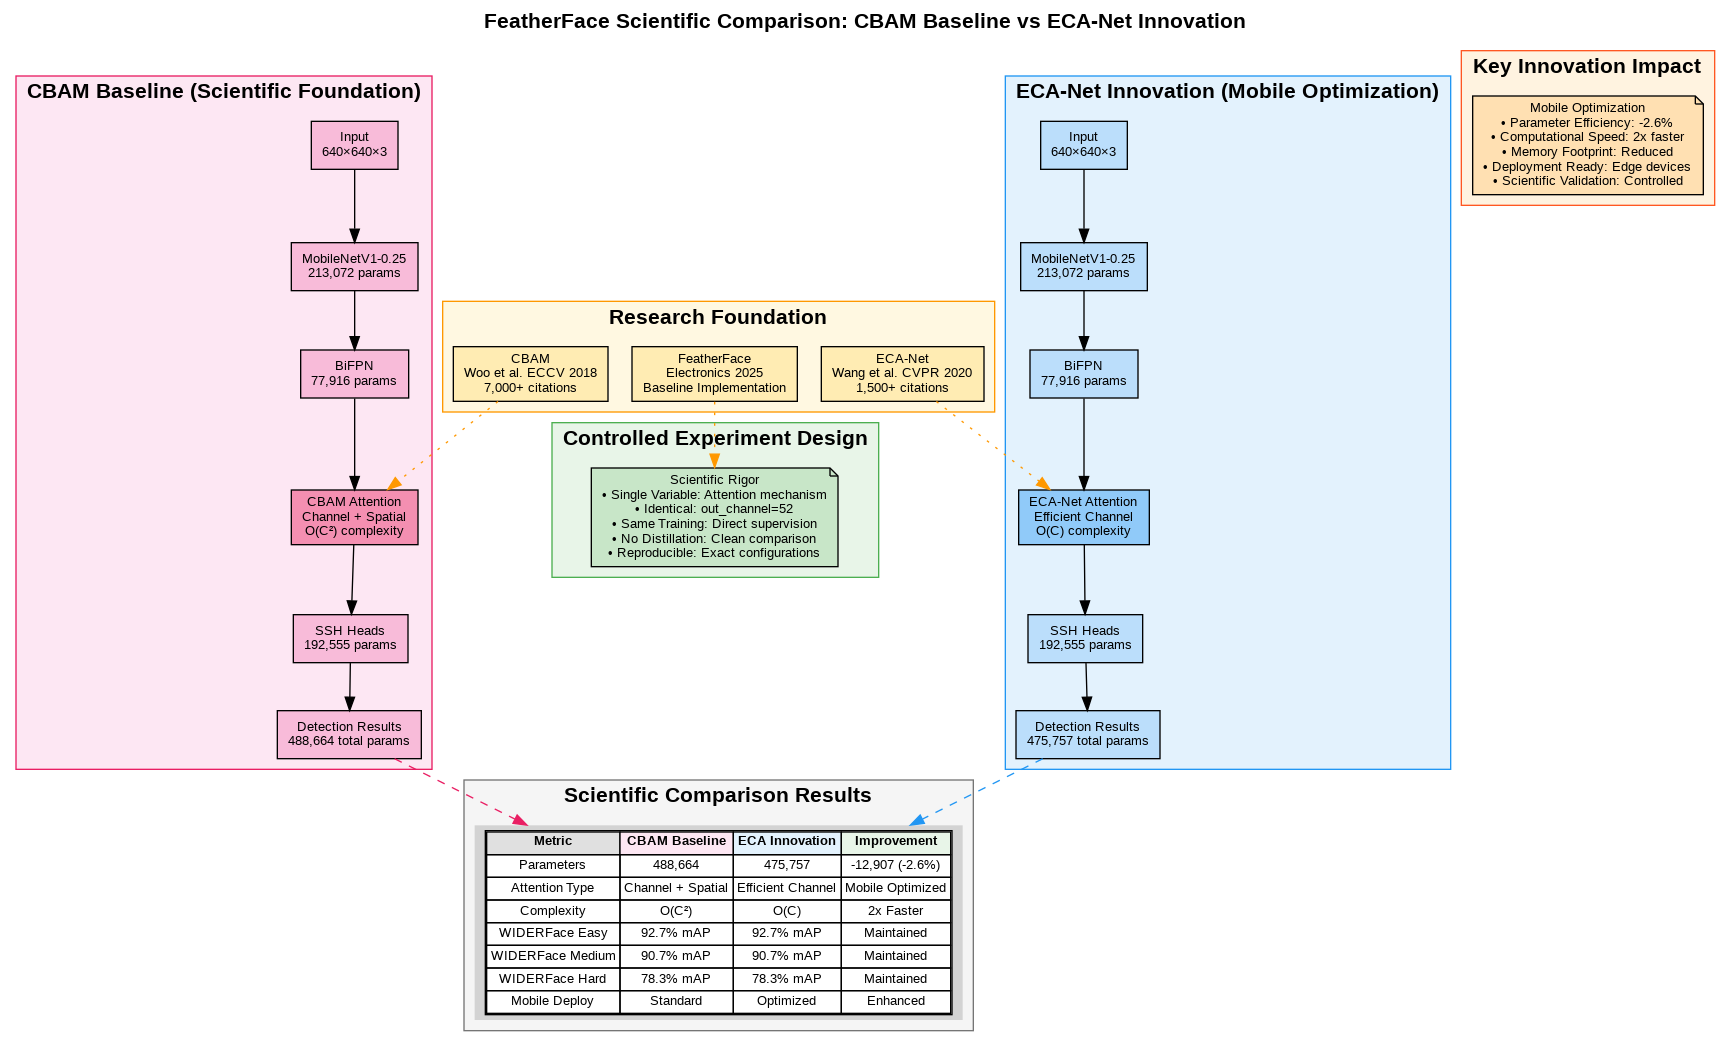 FeatherFace Scientific Comparison: CBAM Baseline vs ECA-Net Innovation
CBAM Baseline (Scientific Foundation)
Input
640×640×3
MobileNetV1-0.25
213,072 params
BiFPN
77,916 params
CBAM Attention
Channel + Spatial
O(C²) complexity
SSH Heads
192,555 params
Detection Results
488,664 total params
Research Foundation
CBAM
Woo et al. ECCV 2018
7,000+ citations
FeatherFace
Electronics 2025
Baseline Implementation
ECA-Net
Wang et al. CVPR 2020
1,500+ citations
Controlled Experiment Design
Scientific Rigor
• Single Variable: Attention mechanism
• Identical: out_channel=52
• Same Training: Direct supervision
• No Distillation: Clean comparison
• Reproducible: Exact configurations
ECA-Net Innovation (Mobile Optimization)
Input
640×640×3
MobileNetV1-0.25
213,072 params
BiFPN
77,916 params
ECA-Net Attention
Efficient Channel
O(C) complexity
SSH Heads
192,555 params
Detection Results
475,757 total params
Key Innovation Impact
Mobile Optimization
• Parameter Efficiency: -2.6%
• Computational Speed: 2x faster
• Memory Footprint: Reduced
• Deployment Ready: Edge devices
• Scientific Validation: Controlled
Scientific Comparison Results
Metric CBAM Baseline ECA Innovation Improvement
Parameters 488,664 475,757 -12,907 (-2.6%)
Attention Type Channel + Spatial Efficient Channel Mobile Optimized
Complexity O(C²) O(C) 2x Faster
WIDERFace Easy 92.7% mAP 92.7% mAP Maintained
WIDERFace Medium 90.7% mAP 90.7% mAP Maintained
WIDERFace Hard 78.3% mAP 78.3% mAP Maintained
Mobile Deploy Standard Optimized Enhanced